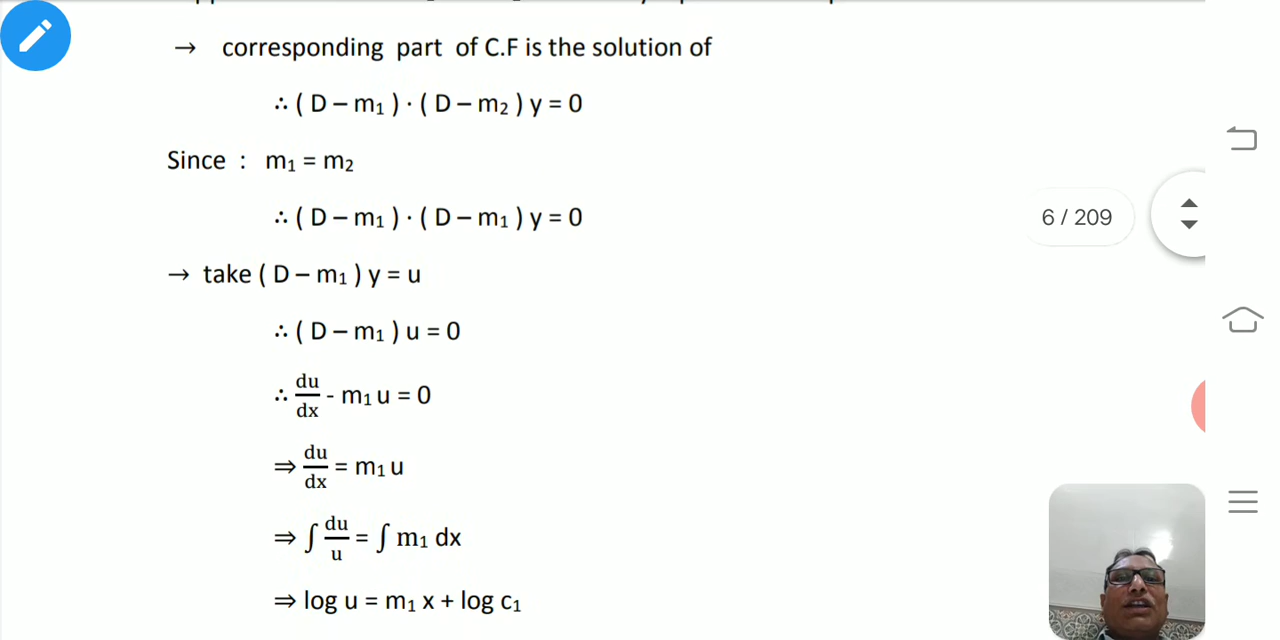 → corresponding part of C.F is the solution of
∴ ( D – m₁ ) · ( D – m₂ ) y = 0
Since : m₁ = m₂
∴ ( D – m₁ ) · ( D – m₁ ) y = 0
6 / 209
→ take ( D – m₁ ) y = u
∴ ( D – m₁ ) u = 0
∴ du/dx - m₁ u = 0
⇒ du/dx = m₁ u
⇒ ∫ du/u = ∫ m₁ dx
⇒ log u = m₁ x + log c₁